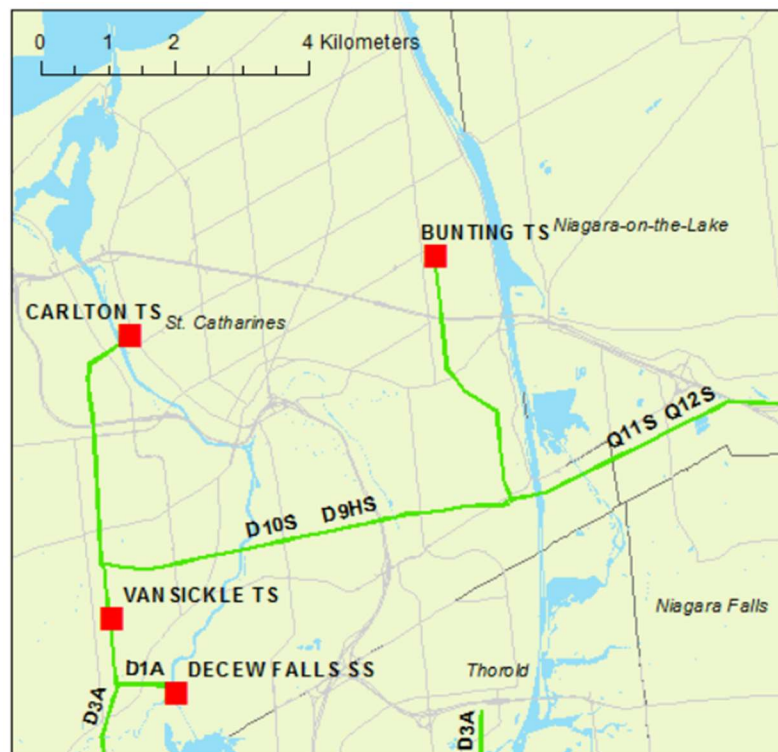 0 1 2 4 Kilometers
BUNTING TS
Niagara-on-the-Lake
CARLTON TS
St. Catharines
Q11S Q12S
D10S D9HS
VANSICKLE TS
Niagara Falls
D1A
DECEW FALLS SS
Thorold
D3A
D3A